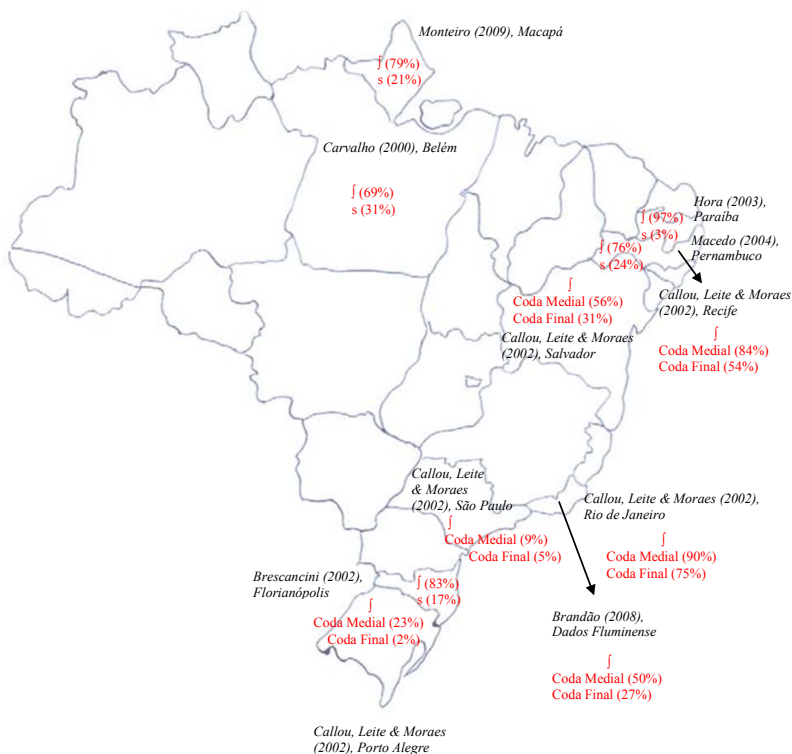 Monteiro (2009), Macapá
ʃ (79%)
s (21%)
Carvalho (2000), Belém
ʃ (69%)
s (31%)
Hora (2003),
Paraíba
ʃ (97%)
s (3%)
Macedo (2004),
Pernambuco
ʃ (76%)
s (24%)
Callou, Leite & Moraes
(2002), Recife
ʃ
Coda Medial (84%)
Coda Final (54%)
ʃ
Coda Medial (56%)
Coda Final (31%)
Callou, Leite & Moraes
(2002), Salvador
Callou, Leite
& Moraes
(2002), São Paulo
ʃ
Coda Medial (9%)
Coda Final (5%)
Callou, Leite & Moraes (2002),
Rio de Janeiro
ʃ
Coda Medial (90%)
Coda Final (75%)
Brescancini (2002),
Florianópolis
ʃ (83%)
s (17%)
ʃ
Coda Medial (23%)
Coda Final (2%)
Brandão (2008),
Dados Fluminense
ʃ
Coda Medial (50%)
Coda Final (27%)
Callou, Leite & Moraes
(2002), Porto Alegre